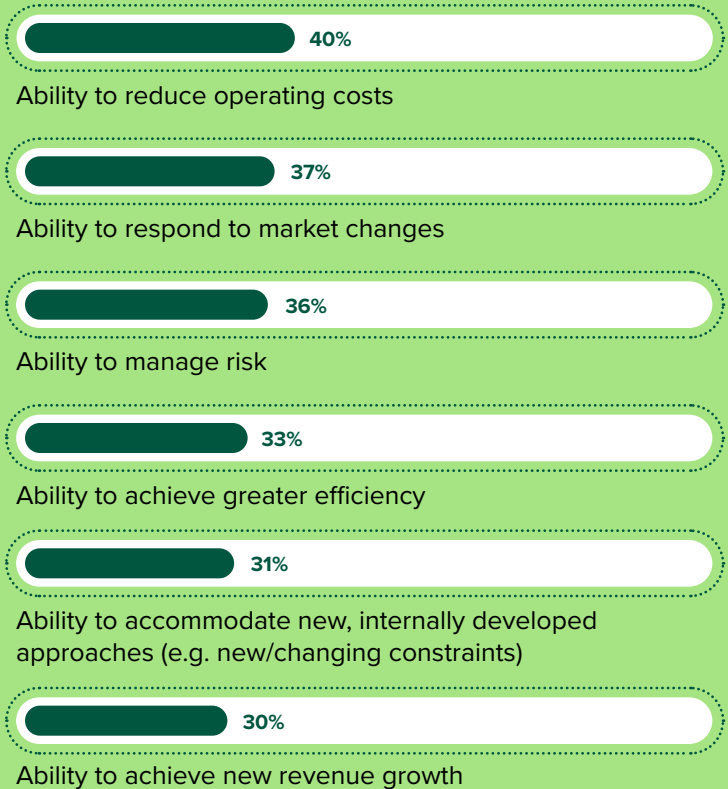 40%
Ability to reduce operating costs
37%
Ability to respond to market changes
36%
Ability to manage risk
33%
Ability to achieve greater efficiency
31%
Ability to accommodate new, internally developed
approaches (e.g. new/changing constraints)
30%
Ability to achieve new revenue growth